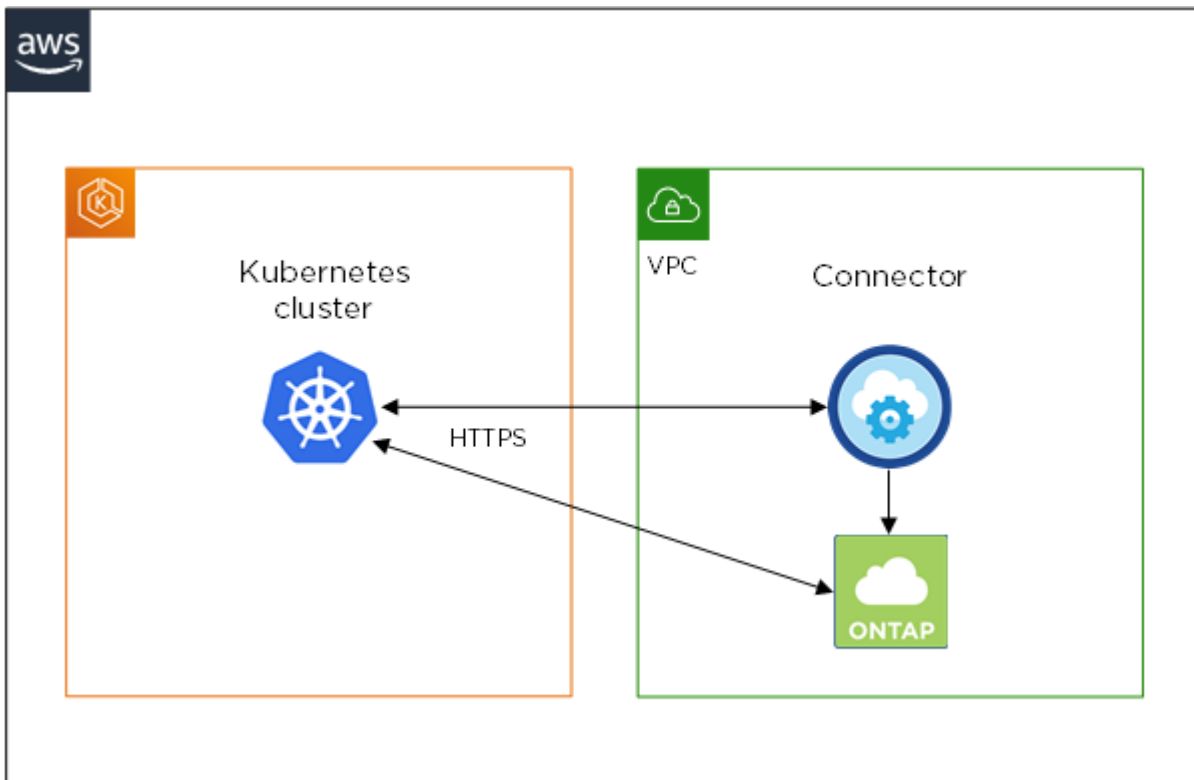 aws
K
Kubernetes
cluster
VPC
Connector
HTTPS
ONTAP